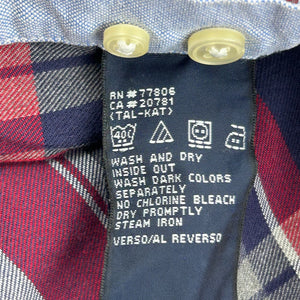 RN#77806
CA#20781
(TAL-KAT)
40
WASH AND DRY
INSIDE OUT
WASH DARK COLORS
SEPARATELY
NO CHLORINE BLEACH
DRY PROMPTLY
STEAM IRON
VERSO/AL REVERSO